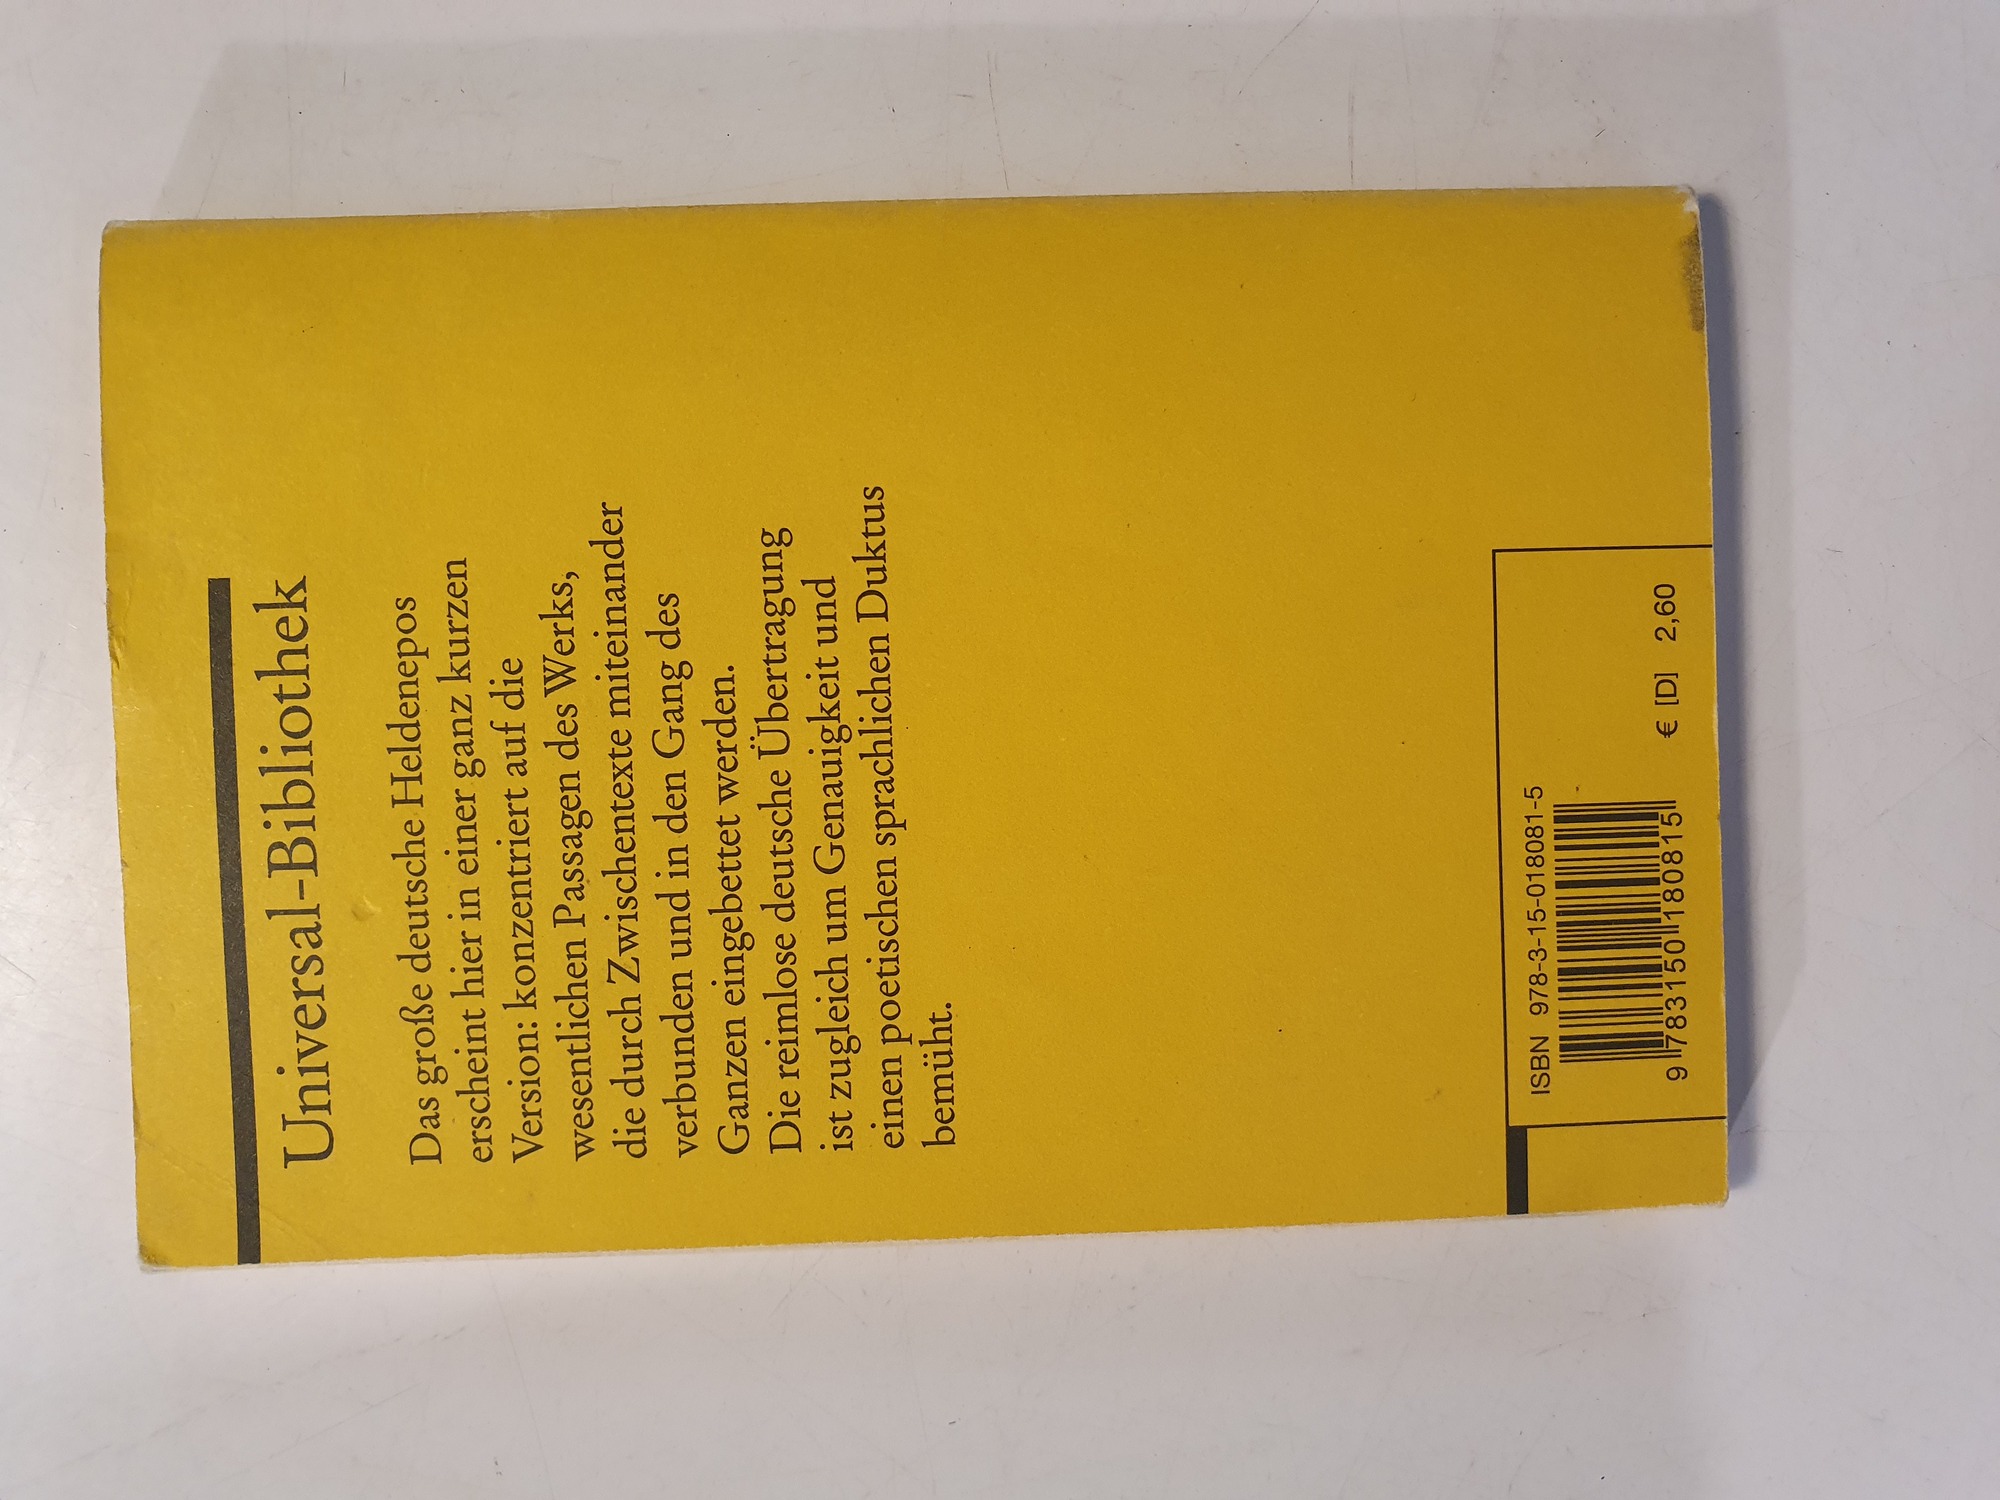 Universal-Bibliothek
Das große deutsche Heldenepos
erscheint hier in einer ganz kurzen
Version: konzentriert auf die
wesentlichen Passagen des Werks,
die durch Zwischentexte miteinander
verbunden und in den Gang des
Ganzen eingebettet werden.
Die reimlose deutsche Übertragung
ist zugleich um Genauigkeit und
einen poetischen sprachlichen Duktus
bemüht.
ISBN 978-3-15-018081-5
9 783150 180815
€ [D] 2,60